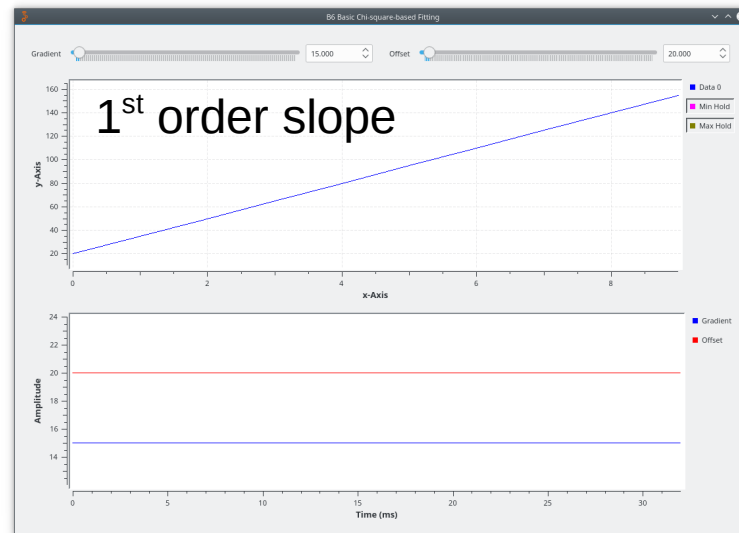 B6 Basic Chi-square-based Fitting
Gradient 15.000 Offset 20.000
1st order slope
Data 0
Min Hold
Max Hold
160
140
120
100
80
60
40
20
y-Axis
0 2 4 6 8
x-Axis
Gradient
Offset
24
22
20
18
16
14
Amplitude
0 5 10 15 20 25 30
Time (ms)